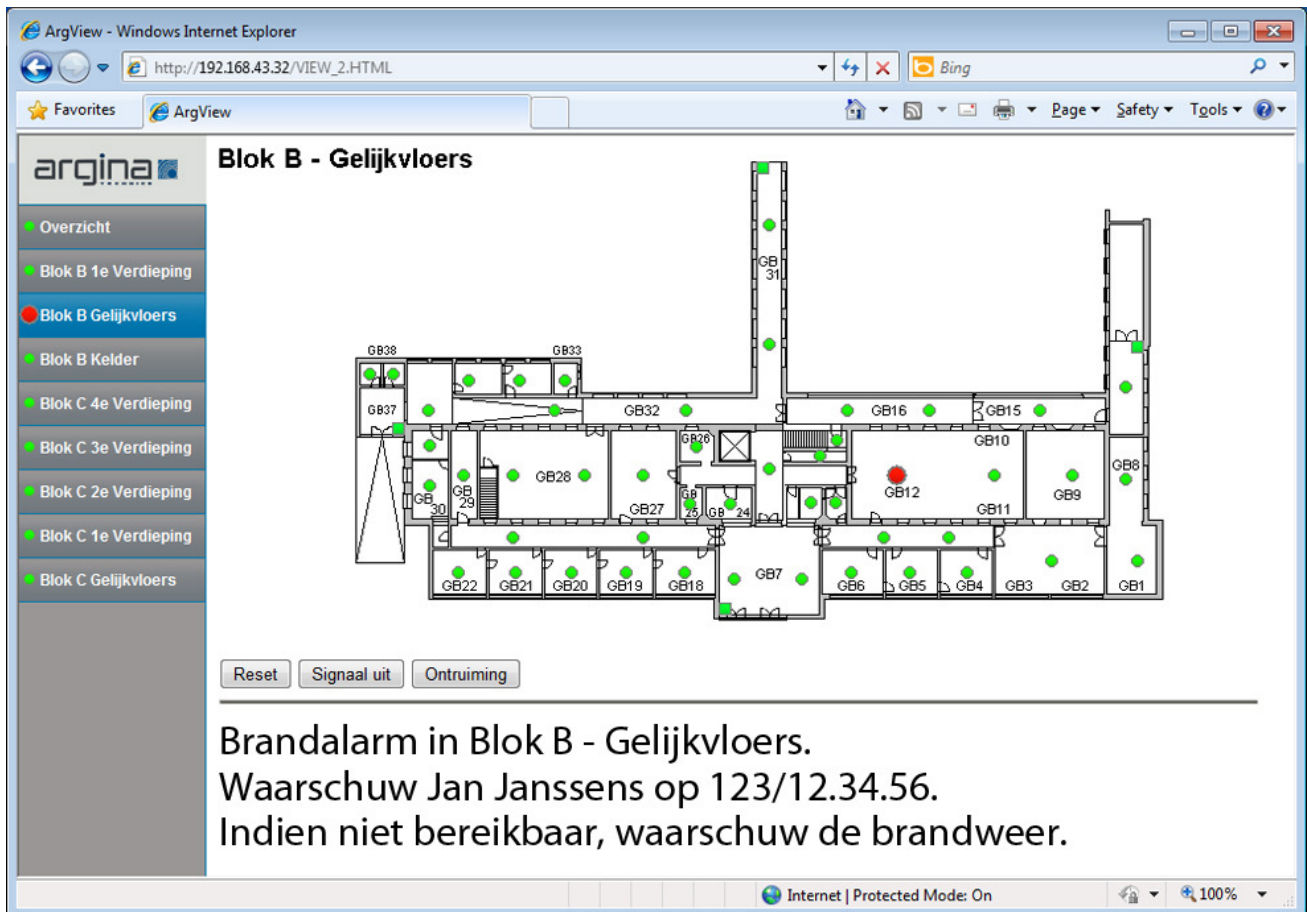 ArgView - Windows Internet Explorer
http://192.168.43.32/VIEW_2.HTML
Bing
Favorites
ArgView
Page
Safety
Tools
argina
Overzicht
Blok B 1e Verdieping
Blok B Gelijkvloers
Blok B Kelder
Blok C 4e Verdieping
Blok C 3e Verdieping
Blok C 2e Verdieping
Blok C 1e Verdieping
Blok C Gelijkvloers
Blok B - Gelijkvloers
GB
31
GB38
GB33
GB37
GB32
GB16
GB15
GB26
GB10
GB28
GB8
GB12
GB9
GB
30
GB
29
GB27
GB
25
GB 24
GB11
GB7
GB22
GB21
GB20
GB19
GB18
GB6
GB5
GB4
GB3
GB2
GB1
Reset
Signaal uit
Ontruiming
Brandalarm in Blok B - Gelijkvloers.
Waarschuw Jan Janssens op 123/12.34.56.
Indien niet bereikbaar, waarschuw de brandweer.
Internet | Protected Mode: On
100%